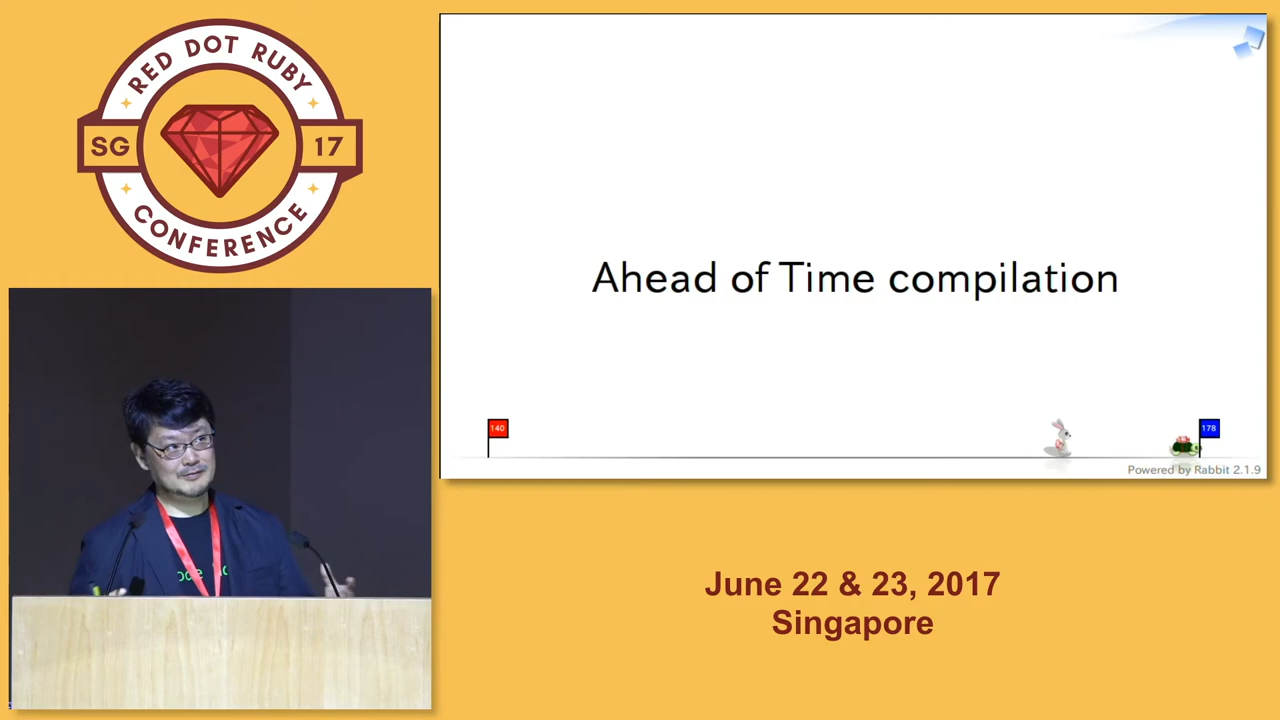 RED DOT RUBY
SG
17
CONFERENCE
Ahead of Time compilation
140
178
Powered by Rabbit 2.1.9
June 22 & 23, 2017
Singapore